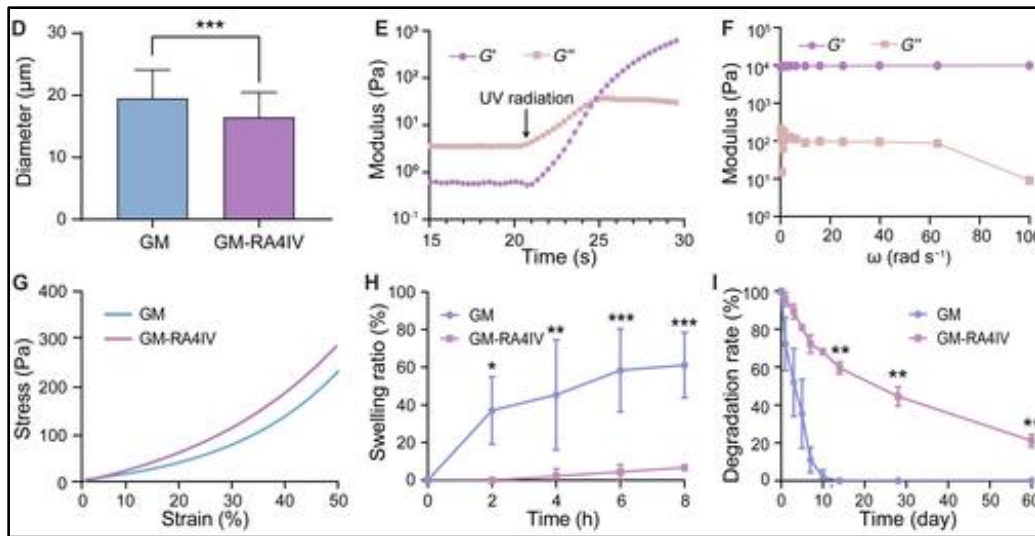 D
Diameter (μm)
30
20
10
0
***
GM
GM-RA4IV
E
Modulus (Pa)
10³
10²
10¹
10⁰
10⁻¹
G'
G''
UV radiation
15
20
25
30
Time (s)
F
Modulus (Pa)
10⁵
10⁴
10³
10²
10¹
10⁰
G'
G''
0
20
40
60
80
100
ω (rad s⁻¹)
G
Stress (Pa)
400
300
200
100
0
GM
GM-RA4IV
0
10
20
30
40
50
Strain (%)
H
Swelling ratio (%)
100
80
60
40
20
0
GM
GM-RA4IV
*
**
***
***
0
2
4
6
8
Time (h)
I
Degradation rate (%)
100
80
60
40
20
0
GM
GM-RA4IV
**
**
**
0
20
40
60
Time (day)